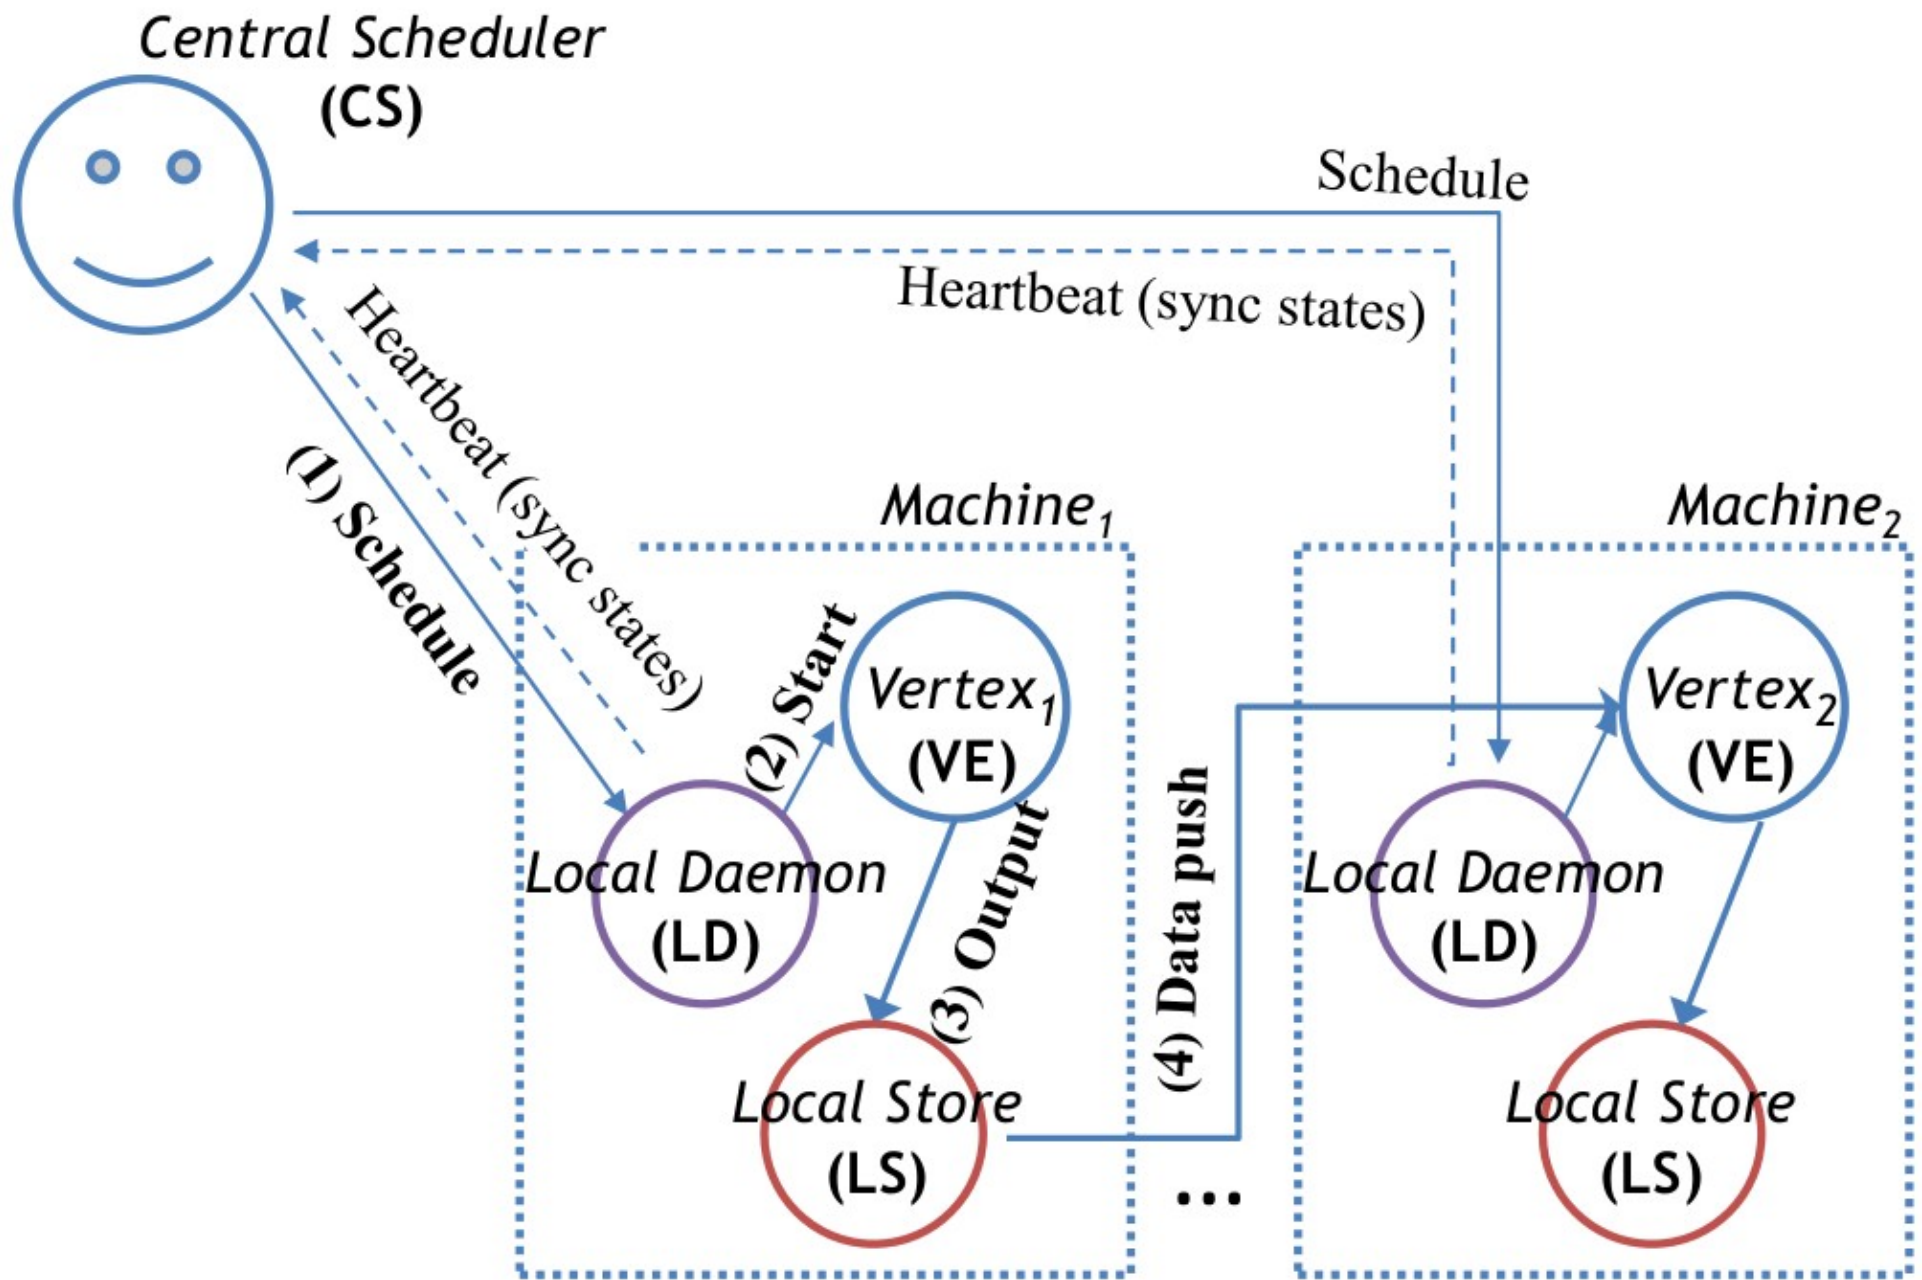 Central Scheduler
(CS)
Schedule
Heartbeat (sync states)
Heartbeat (sync states)
(1) Schedule
Machine1
Machine2
(2) Start
Vertex1
(VE)
Vertex2
(VE)
Local Daemon
(LD)
(3) Output
(4) Data push
Local Daemon
(LD)
Local Store
(LS)
...
Local Store
(LS)